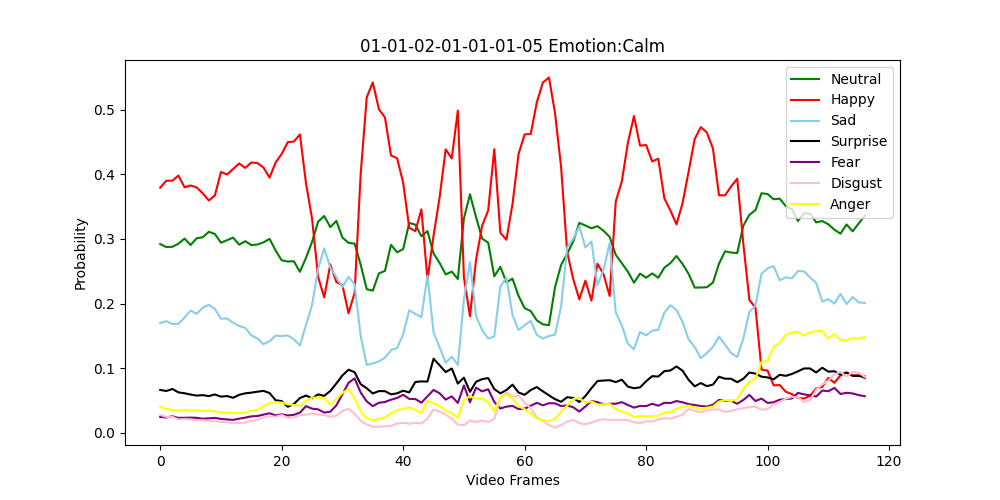 01-01-02-01-01-01-05 Emotion:Calm
Probability
0.5
0.4
0.3
0.2
0.1
0.0
0 20 40 60 80 100 120
Video Frames
Neutral
Happy
Sad
Surprise
Fear
Disgust
Anger